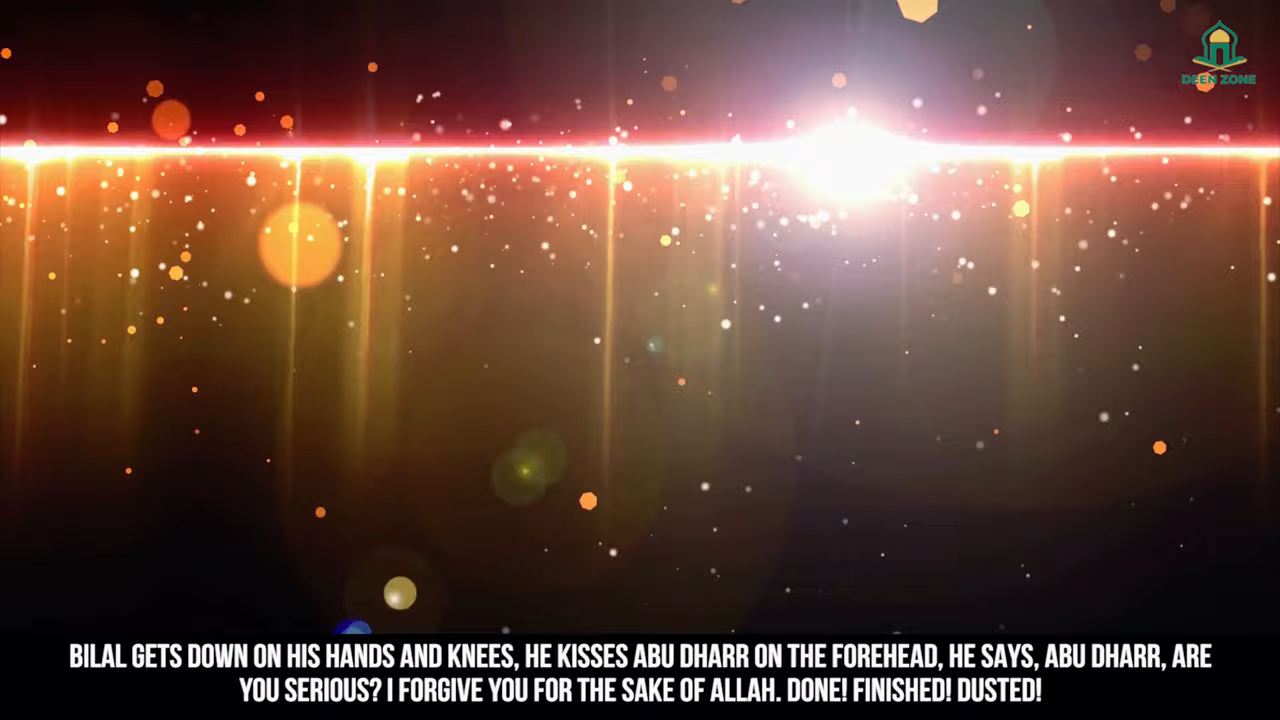 DEEN ZONE
BILAL GETS DOWN ON HIS HANDS AND KNEES, HE KISSES ABU DHARR ON THE FOREHEAD, HE SAYS, ABU DHARR, ARE
YOU SERIOUS? I FORGIVE YOU FOR THE SAKE OF ALLAH. DONE! FINISHED! DUSTED!